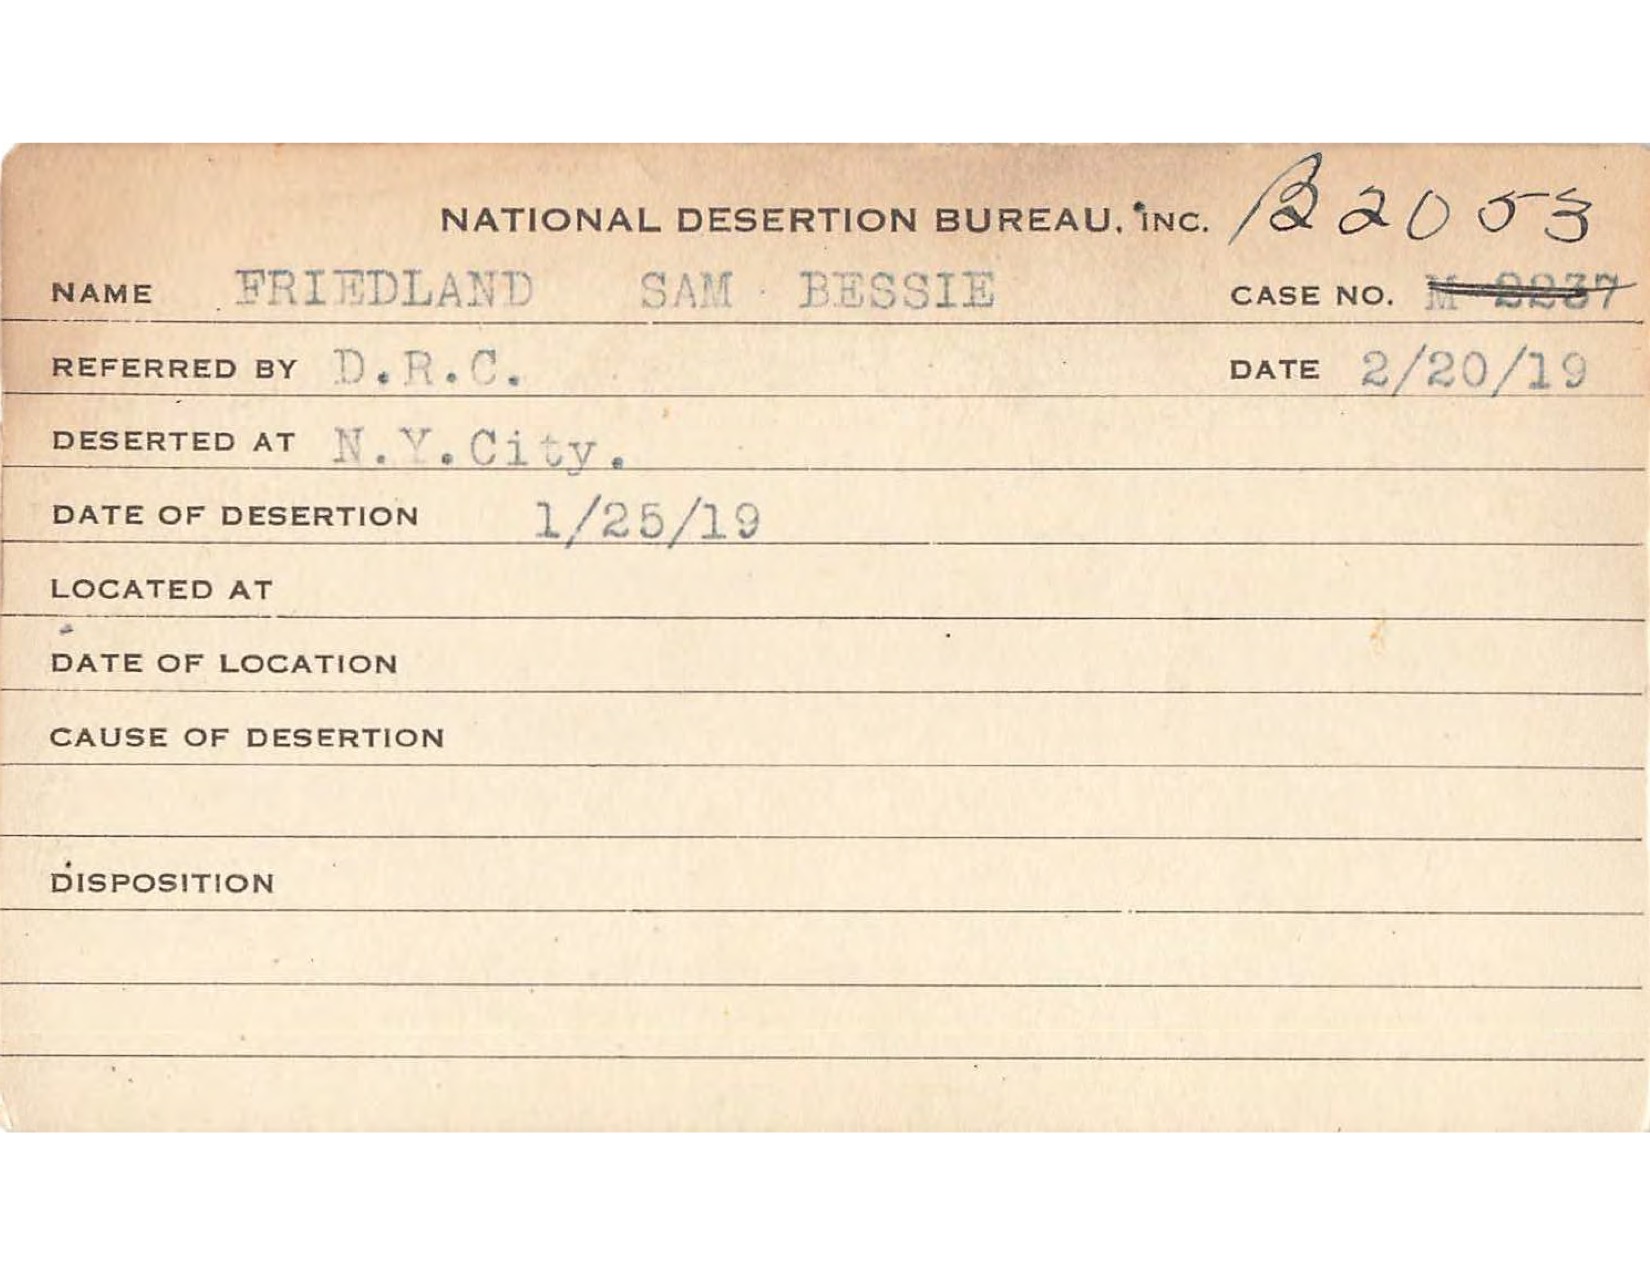 NATIONAL DESERTION BUREAU, INC. B2053
NAME FRIEDLAND SAM BESSIE CASE NO. M 2237
REFERRED BY D.R.C. DATE 2/20/19
DESERTED AT N.Y.City.
DATE OF DESERTION 1/25/19
LOCATED AT
DATE OF LOCATION
CAUSE OF DESERTION
DISPOSITION